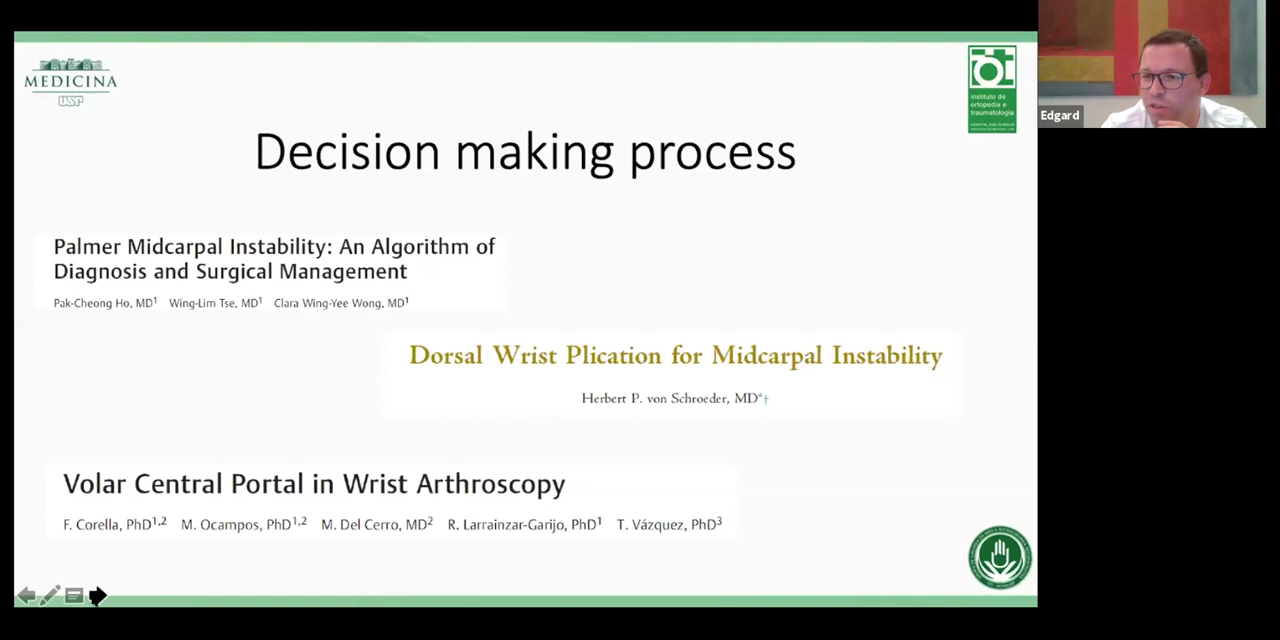 MEDICINA
USP
instituto de
ortopedia e
traumatologia
Edgard
Decision making process
Palmer Midcarpal Instability: An Algorithm of
Diagnosis and Surgical Management
Pak-Cheong Ho, MD1 Wing-Lim Tse, MD1 Clara Wing-Yee Wong, MD1
Dorsal Wrist Plication for Midcarpal Instability
Herbert P. von Schroeder, MD*†
Volar Central Portal in Wrist Arthroscopy
F. Corella, PhD1,2 M. Ocampos, PhD1,2 M. Del Cerro, MD2 R. Larrainzar-Garijo, PhD1 T. Vázquez, PhD3